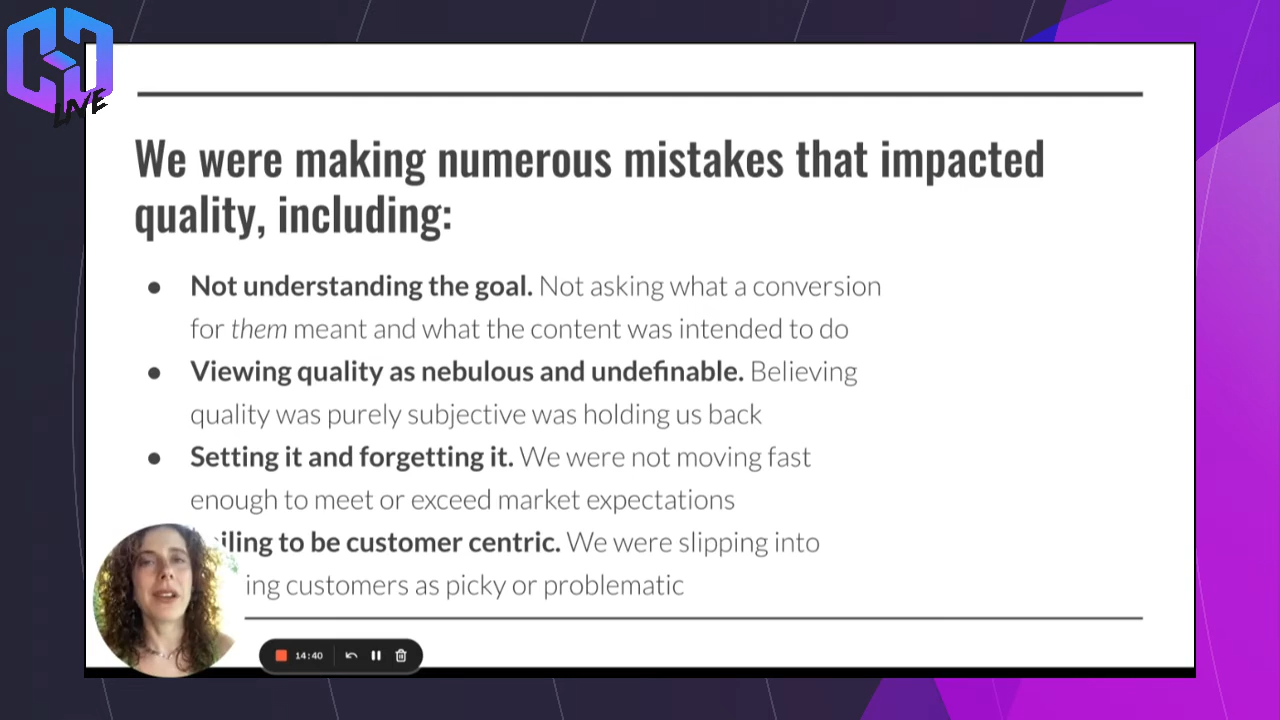 LIVE
We were making numerous mistakes that impacted
quality, including:
● Not understanding the goal. Not asking what a conversion
for them meant and what the content was intended to do
● Viewing quality as nebulous and undefinable. Believing
quality was purely subjective was holding us back
● Setting it and forgetting it. We were not moving fast
enough to meet or exceed market expectations
iling to be customer centric. We were slipping into
ing customers as picky or problematic
14:40